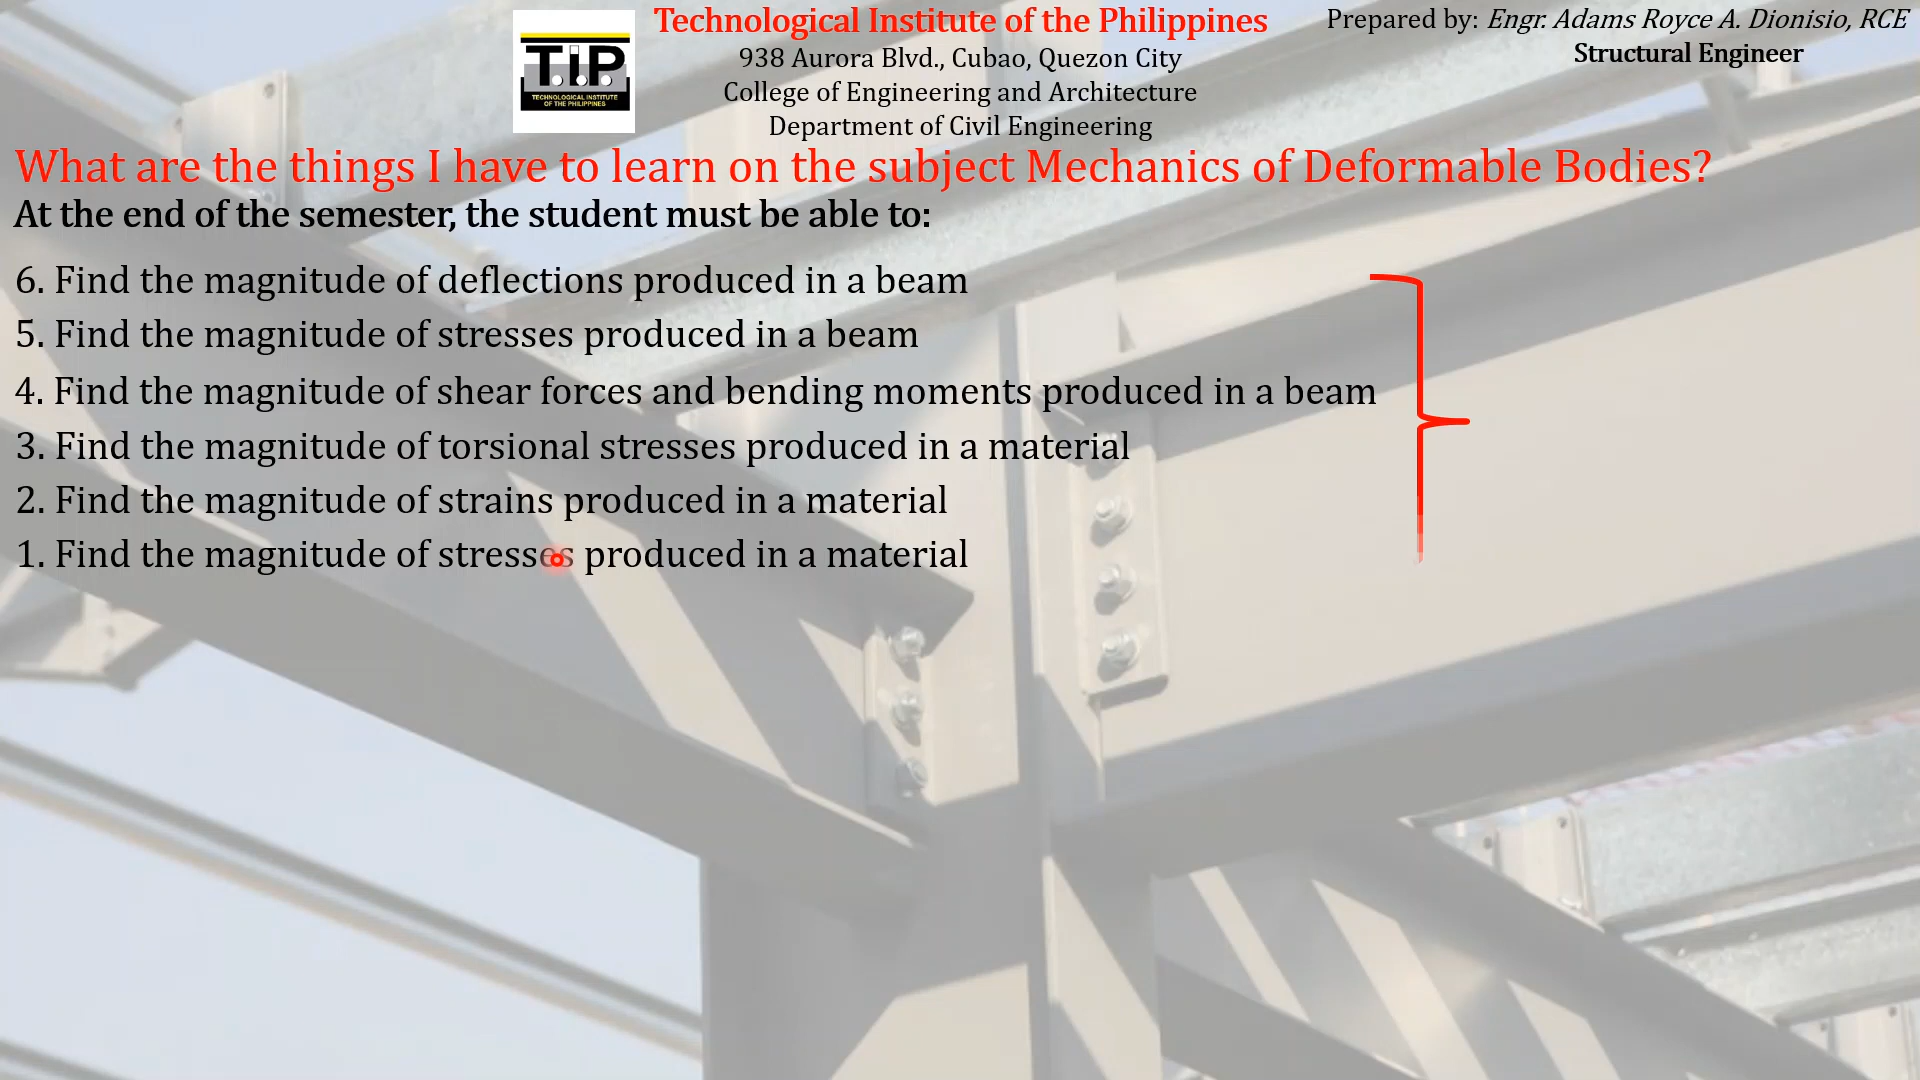 T.I.P
TECHNOLOGICAL INSTITUTE
OF THE PHILIPPINES
Technological Institute of the Philippines
938 Aurora Blvd., Cubao, Quezon City
College of Engineering and Architecture
Department of Civil Engineering
Prepared by: Engr. Adams Royce A. Dionisio, RCE
Structural Engineer
What are the things I have to learn on the subject Mechanics of Deformable Bodies?
At the end of the semester, the student must be able to:
6. Find the magnitude of deflections produced in a beam
5. Find the magnitude of stresses produced in a beam
4. Find the magnitude of shear forces and bending moments produced in a beam
3. Find the magnitude of torsional stresses produced in a material
2. Find the magnitude of strains produced in a material
1. Find the magnitude of stresses produced in a material